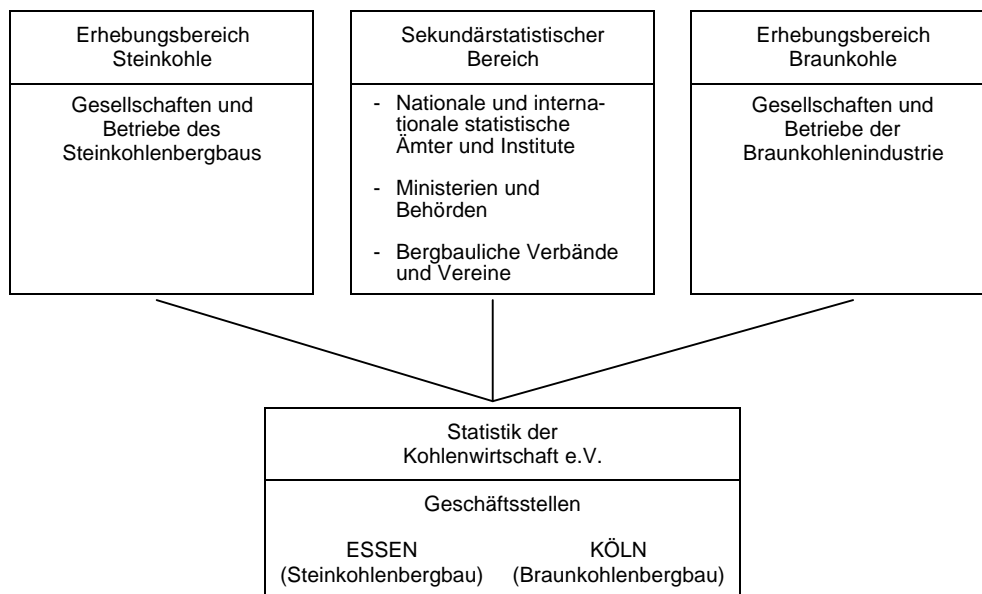 Erhebungsbereich
Steinkohle
Gesellschaften und
Betriebe des
Steinkohlenbergbaus
Sekundärstatistischer
Bereich
- Nationale und interna-
tionale statistische
Ämter und Institute
- Ministerien und
Behörden
- Bergbauliche Verbände
und Vereine
Erhebungsbereich
Braunkohle
Gesellschaften und
Betriebe der
Braunkohlenindustrie
Statistik der
Kohlenwirtschaft e.V.
Geschäftsstellen
ESSEN
(Steinkohlenbergbau)
KÖLN
(Braunkohlenbergbau)